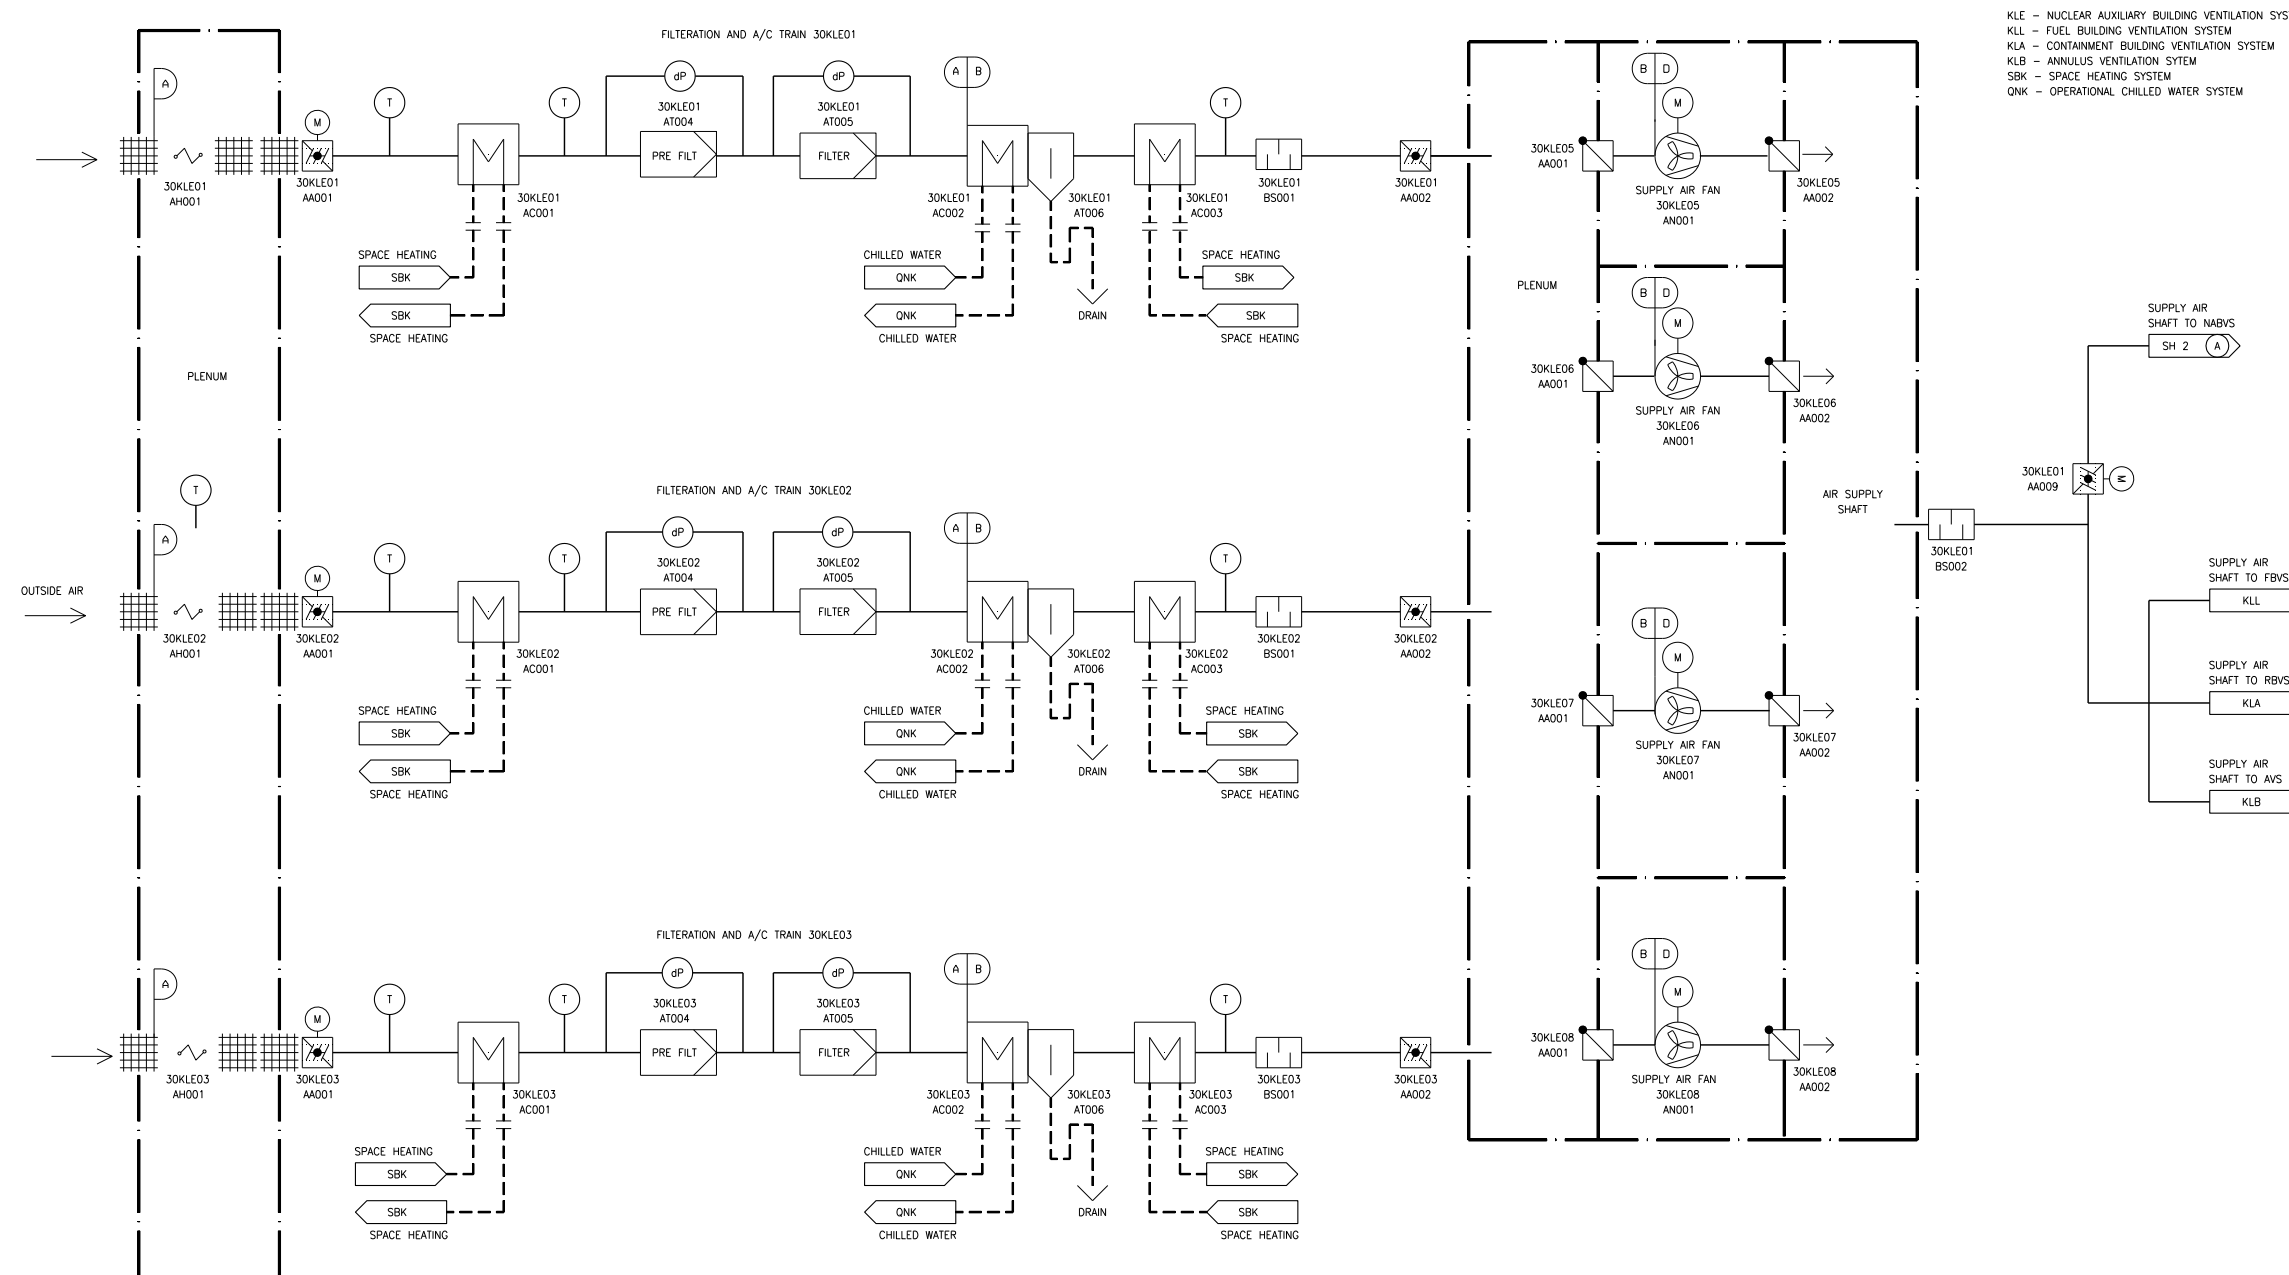 KLE – NUCLEAR AUXILIARY BUILDING VENTILATION SYS
KLL – FUEL BUILDING VENTILATION SYSTEM
KLA – CONTAINMENT BUILDING VENTILATION SYSTEM
KLB – ANNULUS VENTILATION SYTEM
SBK – SPACE HEATING SYSTEM
QNK – OPERATIONAL CHILLED WATER SYSTEM
FILTERATION AND A/C TRAIN 30KLE01
A
M
T
T
dP
dP
A B
T
30KLE01
AT004
30KLE01
AT005
PRE FILT
FILTER
30KLE01
AH001
30KLE01
AA001
30KLE01
AC001
30KLE01
AC002
30KLE01
AT006
30KLE01
AC003
30KLE01
BS001
30KLE01
AA002
SPACE HEATING
SBK
SBK
SPACE HEATING
CHILLED WATER
QNK
QNK
CHILLED WATER
DRAIN
SPACE HEATING
SBK
SBK
SPACE HEATING
PLENUM
T
FILTERATION AND A/C TRAIN 30KLE02
A
M
T
T
dP
dP
A B
T
30KLE02
AT004
30KLE02
AT005
PRE FILT
FILTER
OUTSIDE AIR
30KLE02
AH001
30KLE02
AA001
30KLE02
AC001
30KLE02
AC002
30KLE02
AT006
30KLE02
AC003
30KLE02
BS001
30KLE02
AA002
SPACE HEATING
SBK
SBK
SPACE HEATING
CHILLED WATER
QNK
QNK
CHILLED WATER
DRAIN
SPACE HEATING
SBK
SBK
SPACE HEATING
FILTERATION AND A/C TRAIN 30KLE03
A
M
T
T
dP
dP
A B
T
30KLE03
AT004
30KLE03
AT005
PRE FILT
FILTER
30KLE03
AH001
30KLE03
AA001
30KLE03
AC001
30KLE03
AC002
30KLE03
AT006
30KLE03
AC003
30KLE03
BS001
30KLE03
AA002
SPACE HEATING
SBK
SBK
SPACE HEATING
CHILLED WATER
QNK
QNK
CHILLED WATER
DRAIN
SPACE HEATING
SBK
SBK
SPACE HEATING
PLENUM
B D
M
30KLE05
AA001
SUPPLY AIR FAN
30KLE05
AN001
30KLE05
AA002
B D
M
30KLE06
AA001
SUPPLY AIR FAN
30KLE06
AN001
30KLE06
AA002
B D
M
30KLE07
AA001
SUPPLY AIR FAN
30KLE07
AN001
30KLE07
AA002
B D
M
30KLE08
AA001
SUPPLY AIR FAN
30KLE08
AN001
30KLE08
AA002
AIR SUPPLY
SHAFT
30KLE01
BS002
30KLE01
AA009
M
SUPPLY AIR
SHAFT TO NABVS
SH 2 A
SUPPLY AIR
SHAFT TO FBVS
KLL
SUPPLY AIR
SHAFT TO RBVS
KLA
SUPPLY AIR
SHAFT TO AVS
KLB